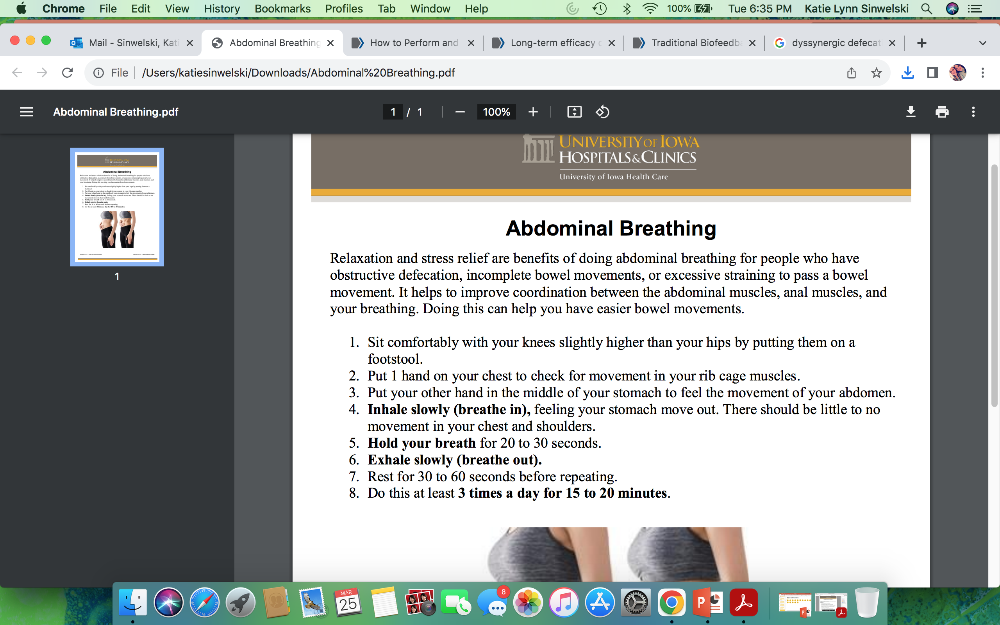 Chrome File Edit View History Bookmarks Profiles Tab Window Help 100% Tue 6:35 PM Katie Lynn Sinwelski
Mail - Sinwelski, Kati Abdominal Breathing How to Perform and Long-term efficacy Traditional Biofeedba dyssynergic defecat
File /Users/katiesinwelski/Downloads/Abdominal%20Breathing.pdf
Abdominal Breathing.pdf 1 / 1 100%
UNIVERSITY OF IOWA
HOSPITALS & CLINICS
University of Iowa Health Care
Abdominal Breathing
Relaxation and stress relief are benefits of doing abdominal breathing for people who have
obstructive defecation, incomplete bowel movements, or excessive straining to pass a bowel
movement. It helps to improve coordination between the abdominal muscles, anal muscles, and
your breathing. Doing this can help you have easier bowel movements.
1. Sit comfortably with your knees slightly higher than your hips by putting them on a
footstool.
2. Put 1 hand on your chest to check for movement in your rib cage muscles.
3. Put your other hand in the middle of your stomach to feel the movement of your abdomen.
4. Inhale slowly (breathe in), feeling your stomach move out. There should be little to no
movement in your chest and shoulders.
5. Hold your breath for 20 to 30 seconds.
6. Exhale slowly (breathe out).
7. Rest for 30 to 60 seconds before repeating.
8. Do this at least 3 times a day for 15 to 20 minutes.
1
MAR
25
8
P